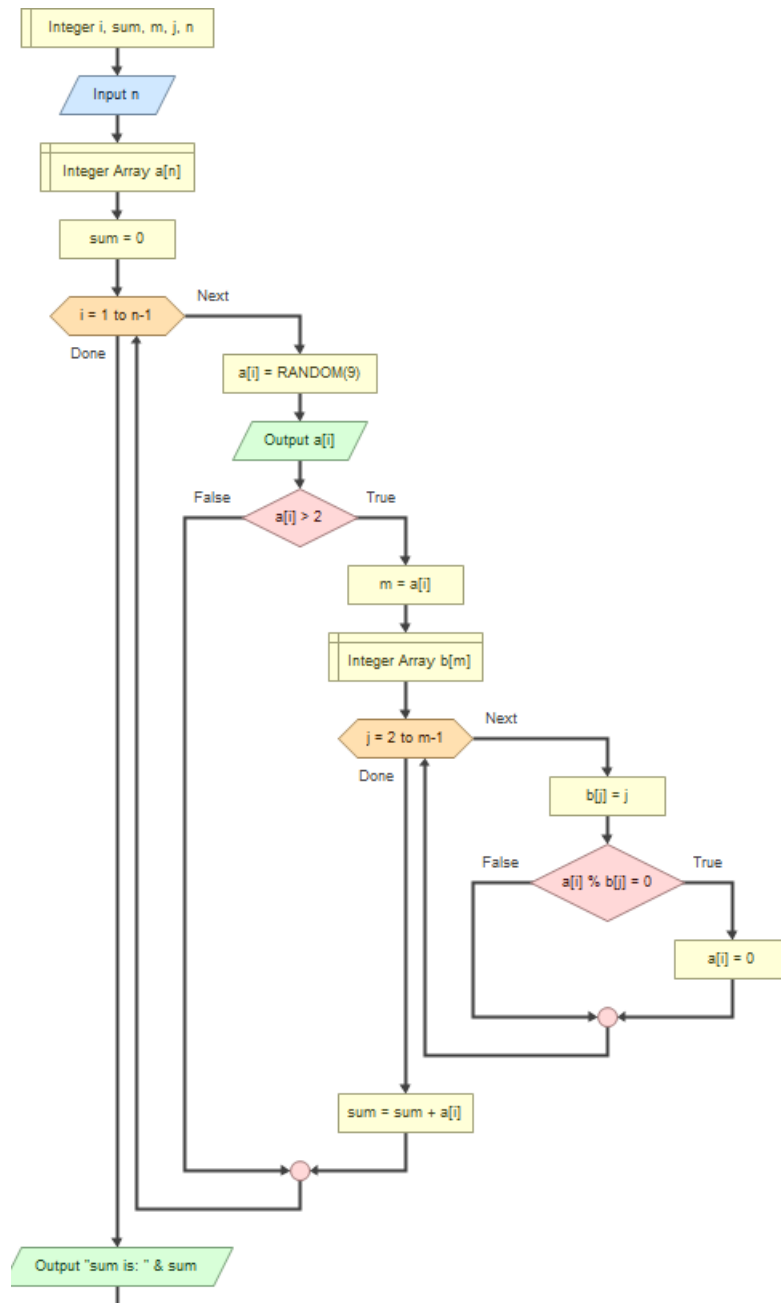 Integer i, sum, m, j, n
Input n
Integer Array a[n]
sum = 0
i = 1 to n-1
Next
Done
a[i] = RANDOM(9)
Output a[i]
False
True
a[i] > 2
m = a[i]
Integer Array b[m]
j = 2 to m-1
Next
Done
b[j] = j
False
True
a[i] % b[j] = 0
a[i] = 0
sum = sum + a[i]
Output "sum is: " & sum